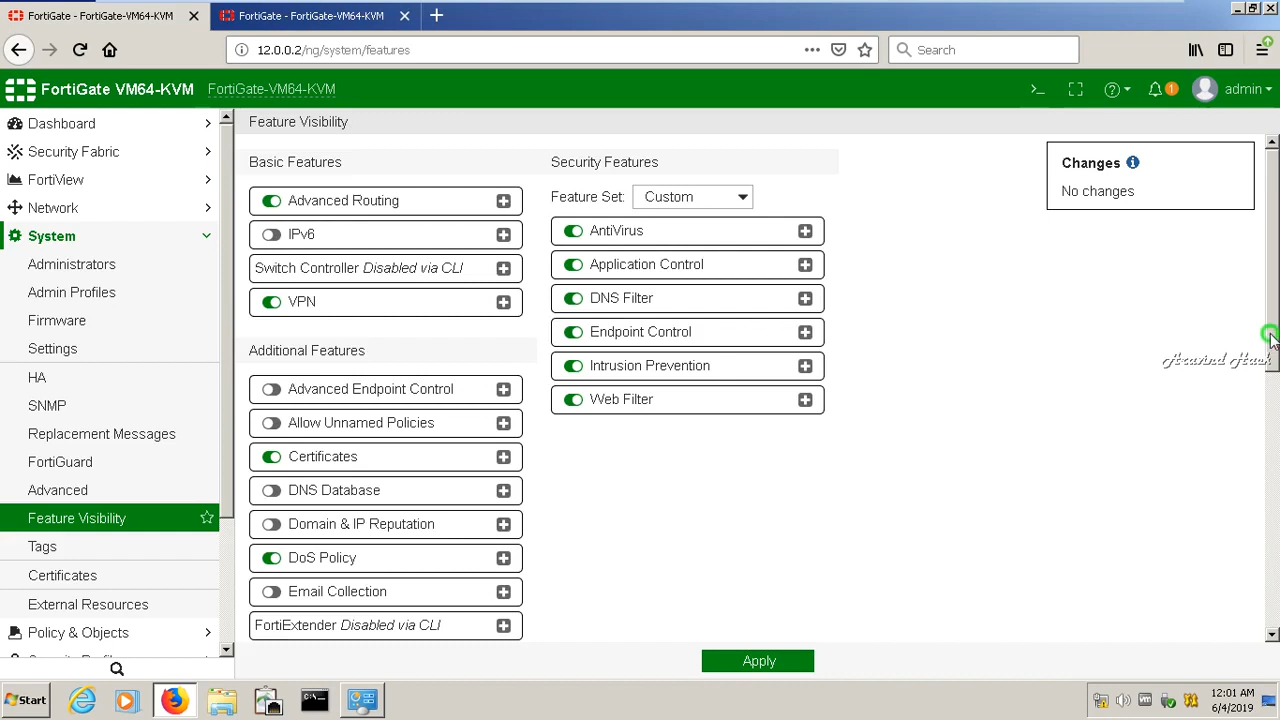 FortiGate - FortiGate-VM64-KVM
FortiGate - FortiGate-VM64-KVM
12.0.0.2/ng/system/features
Search
FortiGate VM64-KVM
FortiGate-VM64-KVM
>_
1
admin
Dashboard
Security Fabric
FortiView
Network
System
Administrators
Admin Profiles
Firmware
Settings
HA
SNMP
Replacement Messages
FortiGuard
Advanced
Feature Visibility
Tags
Certificates
External Resources
Policy & Objects
Feature Visibility
Basic Features
Advanced Routing
IPv6
Switch Controller Disabled via CLI
VPN
Additional Features
Advanced Endpoint Control
Allow Unnamed Policies
Certificates
DNS Database
Domain & IP Reputation
DoS Policy
Email Collection
FortiExtender Disabled via CLI
Security Features
Feature Set: Custom
AntiVirus
Application Control
DNS Filter
Endpoint Control
Intrusion Prevention
Web Filter
Changes
No changes
Aravind Hack
Apply
Start
12:01 AM
6/4/2019